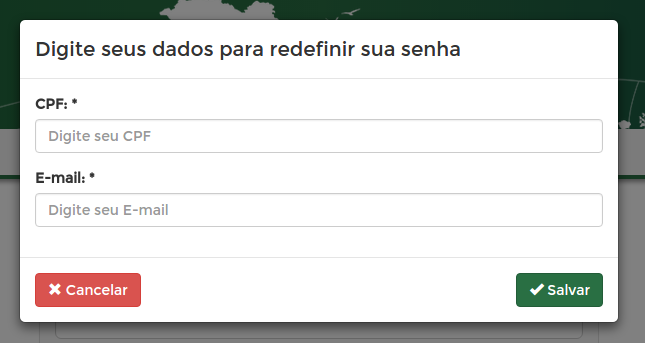 Digite seus dados para redefinir sua senha
CPF: *
Digite seu CPF
E-mail: *
Digite seu E-mail
Cancelar
Salvar